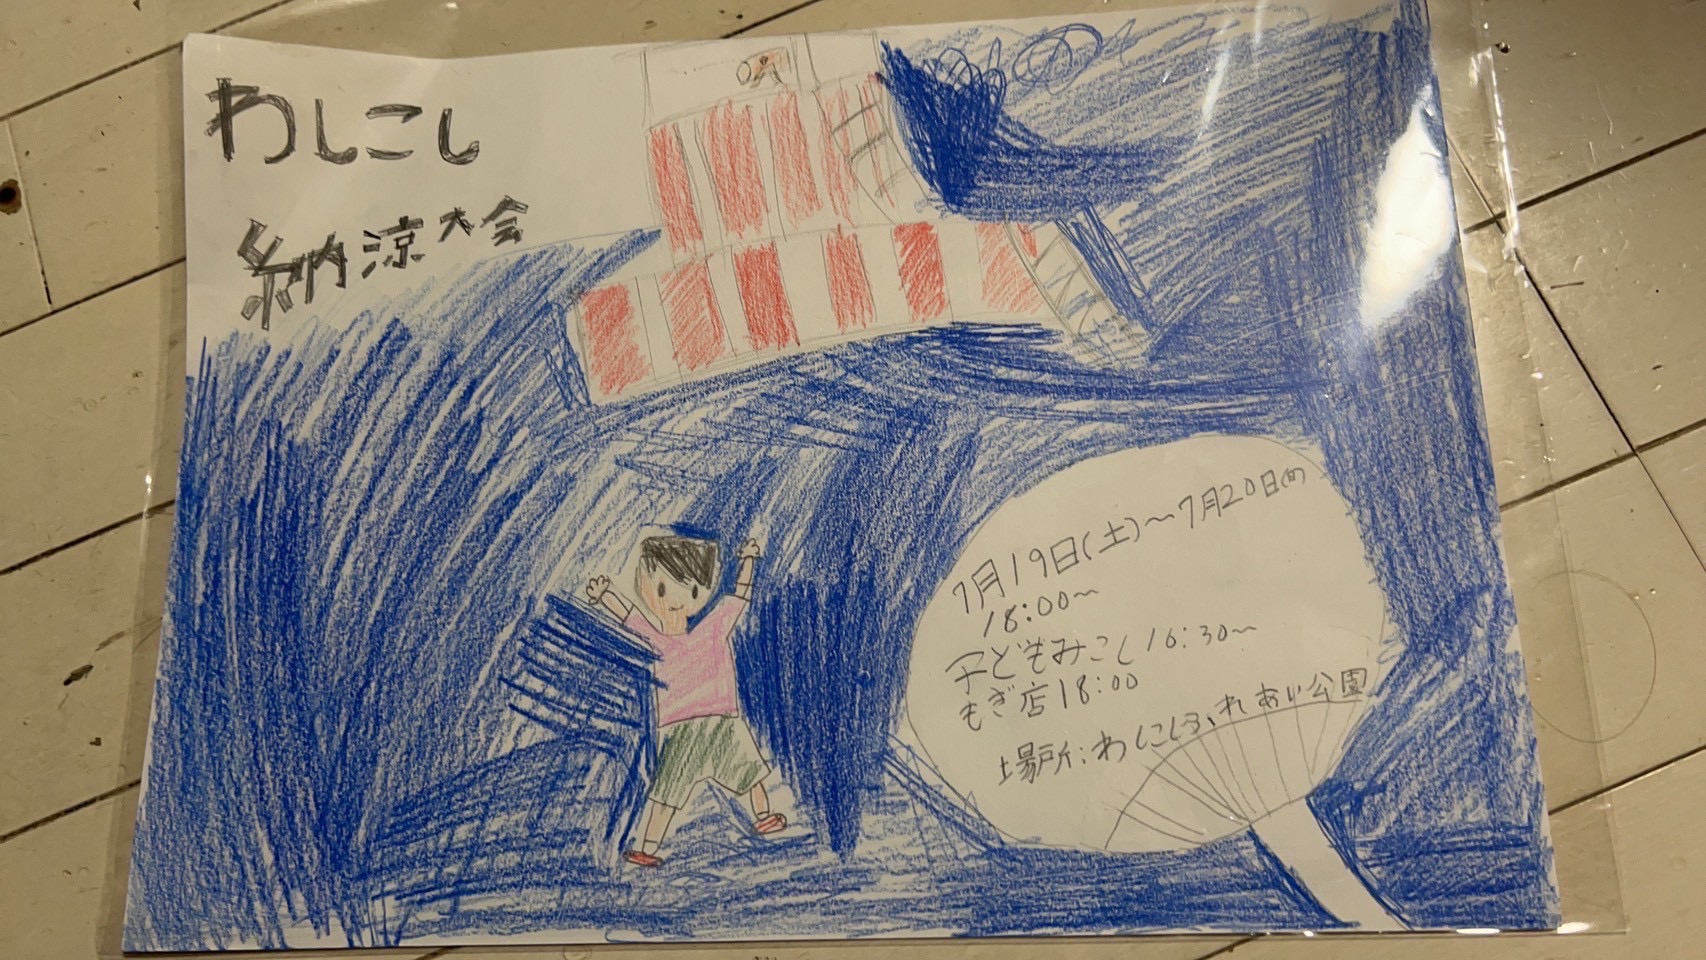 わしこし
納涼大会
7月19日(土)〜7月20日(日)
18:00〜
子どもみこし16:30〜
もぎ店18:00
場所:わしこしふれあい公園